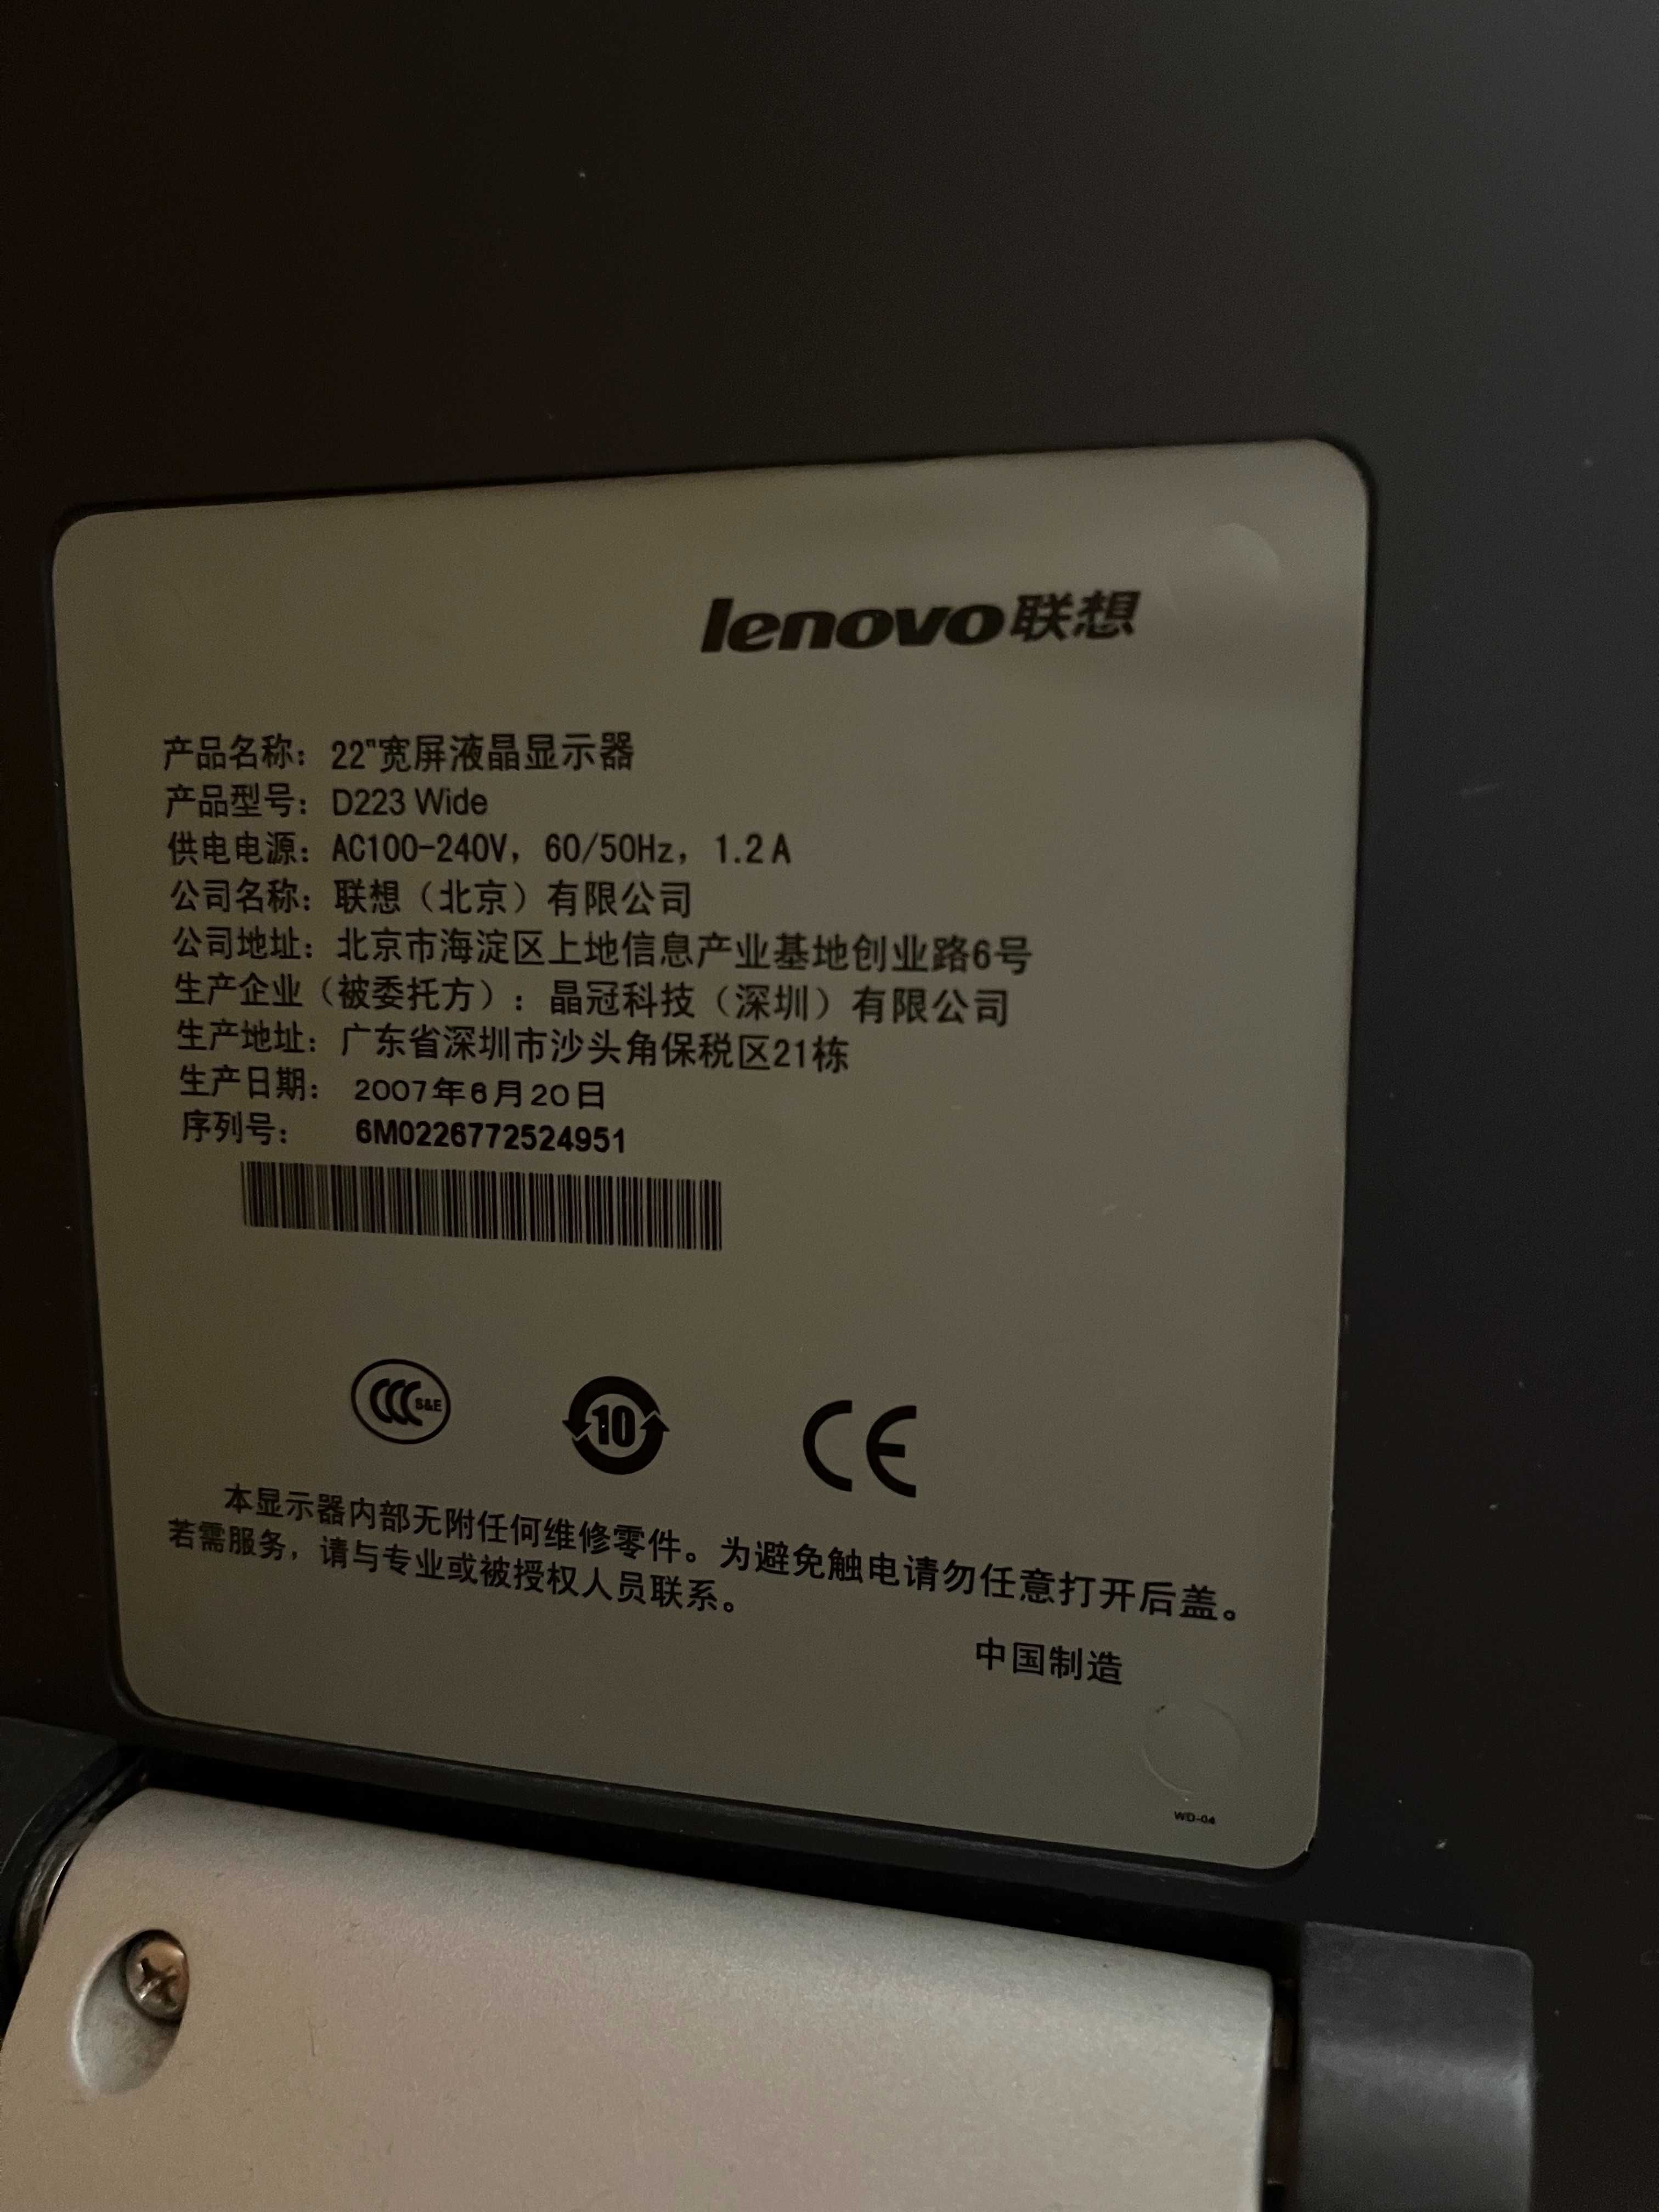 lenovo联想
产品名称：22"宽屏液晶显示器
产品型号：D223 Wide
供电电源：AC100-240V，60/50Hz，1.2A
公司名称：联想（北京）有限公司
公司地址：北京市海淀区上地信息产业基地创业路6号
生产企业（被委托方）：晶冠科技（深圳）有限公司
生产地址：广东省深圳市沙头角保税区21栋
生产日期：2007年6月20日
序列号：6M0226772524951
CCC S&E
10
CE
本显示器内部无附任何维修零件。为避免触电请勿任意打开后盖。
若需服务，请与专业或被授权人员联系。
中国制造
WD-04